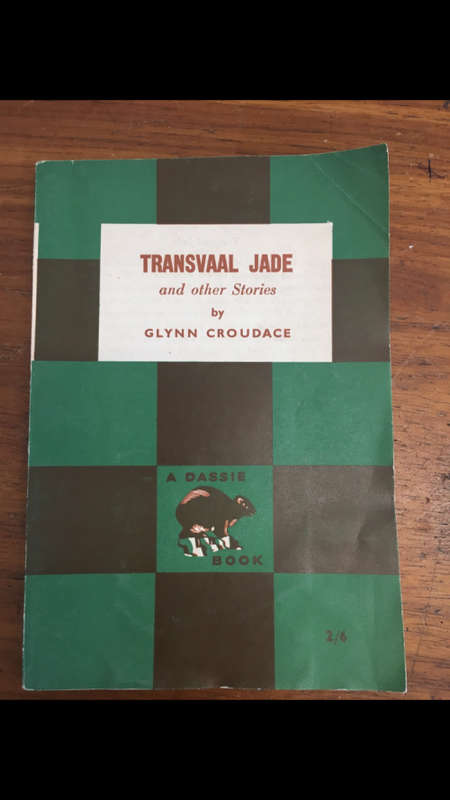 TRANSVAAL JADE
and other Stories
by
GLYNN CROUDACE
A DASSIE
BOOK
2/6